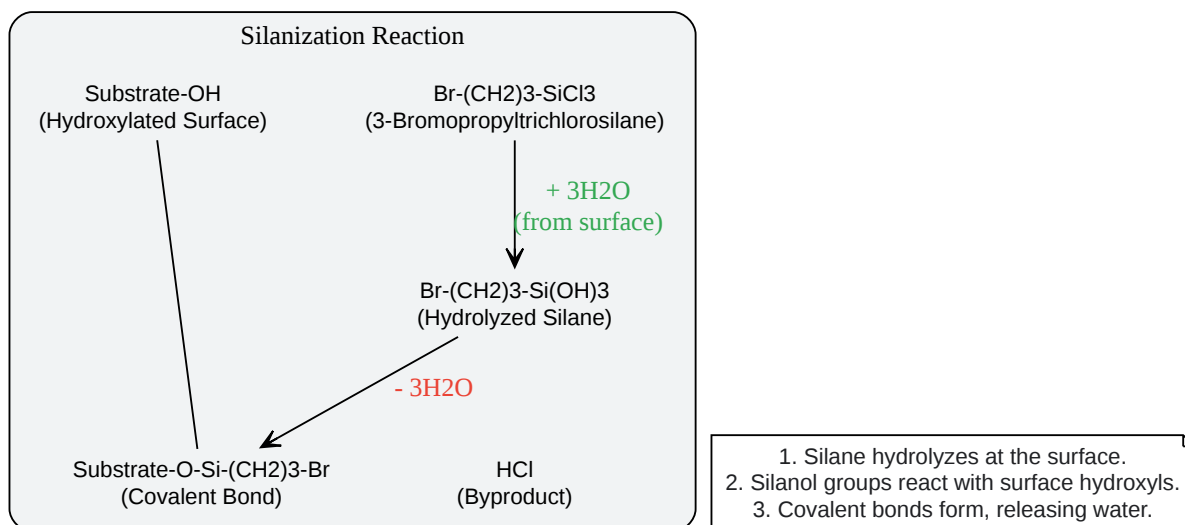 Silanization Reaction
Substrate-OH
(Hydroxylated Surface)
Br-(CH2)3-SiCl3
(3-Bromopropyltrichlorosilane)
+ 3H2O
(from surface)
Br-(CH2)3-Si(OH)3
(Hydrolyzed Silane)
- 3H2O
Substrate-O-Si-(CH2)3-Br
(Covalent Bond)
HCl
(Byproduct)
1. Silane hydrolyzes at the surface.
2. Silanol groups react with surface hydroxyls.
3. Covalent bonds form, releasing water.